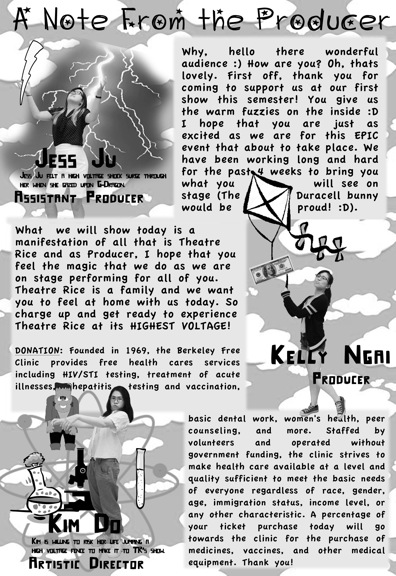 A Note From the Producer
Why, hello there wonderful
audience :) How are you? Oh, thats
lovely. First off, thank you for
coming to support us at our first
show this semester! You give us
the warm fuzzies on the inside :D
I hope that you are just as
excited as we are for this EPIC
event that about to take place. We
have been working long and hard
for the past 4 weeks to bring you
what you will see on
stage (The Duracell bunny
would be proud! :D).
Jess Ju
Jess Ju felt a high voltage shock surge through
her when she gazed upon G-Dragon.
Assistant Producer
What we will show today is a
manifestation of all that is Theatre
Rice and as Producer, I hope that you
feel the magic that we do as we are
on stage performing for all of you.
Theatre Rice is a family and we want
you to feel at home with us today. So
charge up and get ready to experience
Theatre Rice at its HIGHEST VOLTAGE!
Kelly Ngai
Producer
DONATION: Founded in 1969, the Berkeley Free
Clinic provides free health cares services
including HIV/STI testing, treatment of acute
illnesses, hepatitis testing and vaccination,
basic dental work, women's health, peer
counseling, and more. Staffed by
volunteers and operated without
government funding, the clinic strives to
make health care available at a level and
quality sufficient to meet the basic needs
of everyone regardless of race, gender,
age, immigration status, income level, or
any other characteristic. A percentage of
your ticket purchase today will go
towards the clinic for the purchase of
medicines, vaccines, and other medical
equipment. Thank you!
Kim Do
Kim is willing to risk her life jumping a
high voltage fence to make it to TR's show.
Artistic Director